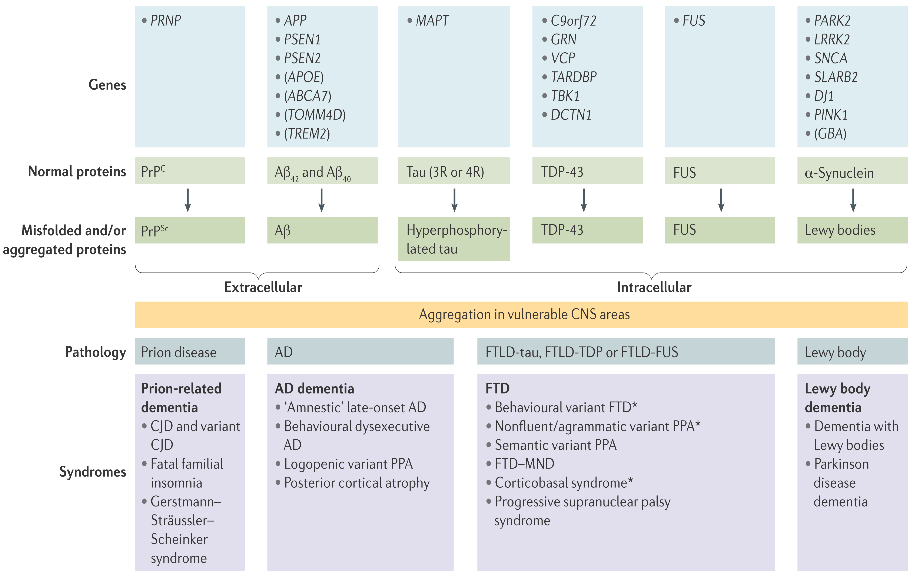 Genes
• PRNP
• APP
• PSEN1
• PSEN2
• (APOE)
• (ABCA7)
• (TOMM4D)
• (TREM2)
• MAPT
• C9orf72
• GRN
• VCP
• TARDBP
• TBK1
• DCTN1
• FUS
• PARK2
• LRRK2
• SNCA
• SLARB2
• DJ1
• PINK1
• (GBA)
Normal proteins
PrPᶜ
Aβ₄₂ and Aβ₄₀
Tau (3R or 4R)
TDP-43
FUS
α-Synuclein
Misfolded and/or
aggregated proteins
PrPˢᶜ
Aβ
Hyperphosphory-
lated tau
TDP-43
FUS
Lewy bodies
Extracellular
Intracellular
Aggregation in vulnerable CNS areas
Pathology
Prion disease
AD
FTLD-tau, FTLD-TDP or FTLD-FUS
Lewy body
Syndromes
Prion-related
dementia
• CJD and variant
CJD
• Fatal familial
insomnia
• Gerstmann–
Sträussler–
Scheinker
syndrome
AD dementia
• 'Amnestic' late-onset AD
• Behavioural dysexecutive
AD
• Logopenic variant PPA
• Posterior cortical atrophy
FTD
• Behavioural variant FTD*
• Nonfluent/agrammatic variant PPA*
• Semantic variant PPA
• FTD–MND
• Corticobasal syndrome*
• Progressive supranuclear palsy
syndrome
Lewy body
dementia
• Dementia with
Lewy bodies
• Parkinson
disease
dementia